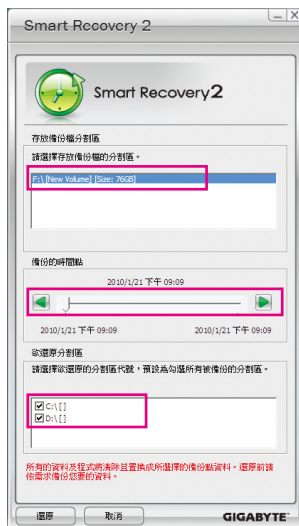 Smart Recovery 2
Smart Recovery2
存放備份檔分割區
請選擇存放備份檔的分割區。
F:\ [New Volume] [Size: 76GB]
備份的時間點
2010/1/21 下午 09:09
2010/1/21 下午 09:09
2010/1/21 下午 09:09
欲還原分割區
請選擇欲還原的分割區代號，預設為勾選所有被備份的分割區。
C:\ [ ]
D:\ [ ]
所有的資料及程式將清除且置換成所選擇的備份點資料。還原前請
依需求備份您要的資料。
還原
取消
GIGABYTE™